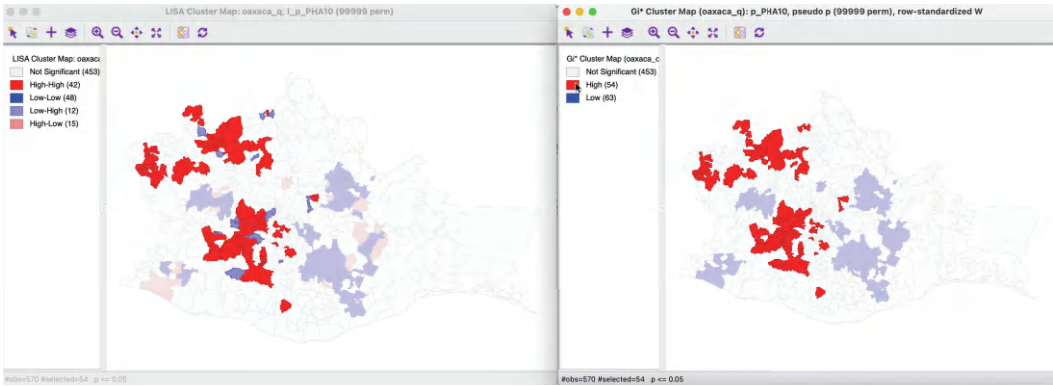 LISA Cluster Map: oaxaca_q, I_p_PHA10 (99999 perm)
LISA Cluster Map: oaxaca
Not Significant (453)
High-High (42)
Low-Low (48)
Low-High (12)
High-Low (15)
#obs=570 #selected=54 p <= 0.05
Gi* Cluster Map (oaxaca_q): p_PHA10, pseudo p (99999 perm), row-standardized W
Gi* Cluster Map (oaxaca_c
Not Significant (453)
High (54)
Low (63)
#obs=570 #selected=54 p <= 0.05